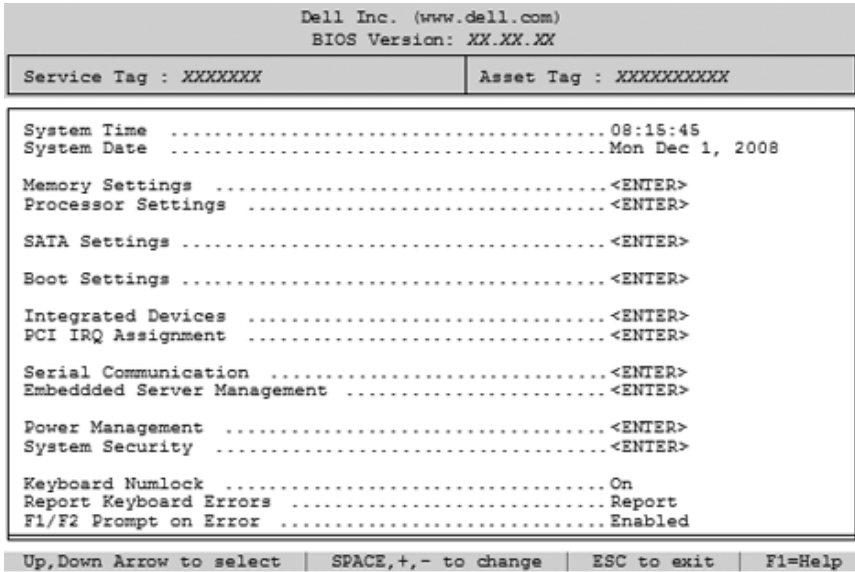 Dell Inc. (www.dell.com)
BIOS Version: XX.XX.XX
Service Tag : XXXXXXX Asset Tag : XXXXXXXXXX
System Time ........................................08:15:45
System Date ........................................Mon Dec 1, 2008
Memory Settings ....................................<ENTER>
Processor Settings .................................<ENTER>
SATA Settings ......................................<ENTER>
Boot Settings ......................................<ENTER>
Integrated Devices .................................<ENTER>
PCI IRQ Assignment .................................<ENTER>
Serial Communication ...............................<ENTER>
Embeddded Server Management ........................<ENTER>
Power Management ...................................<ENTER>
System Security ....................................<ENTER>
Keyboard Numlock ...................................On
Report Keyboard Errors .............................Report
F1/F2 Prompt on Error ..............................Enabled
Up,Down Arrow to select | SPACE,+,- to change | ESC to exit | F1=Help